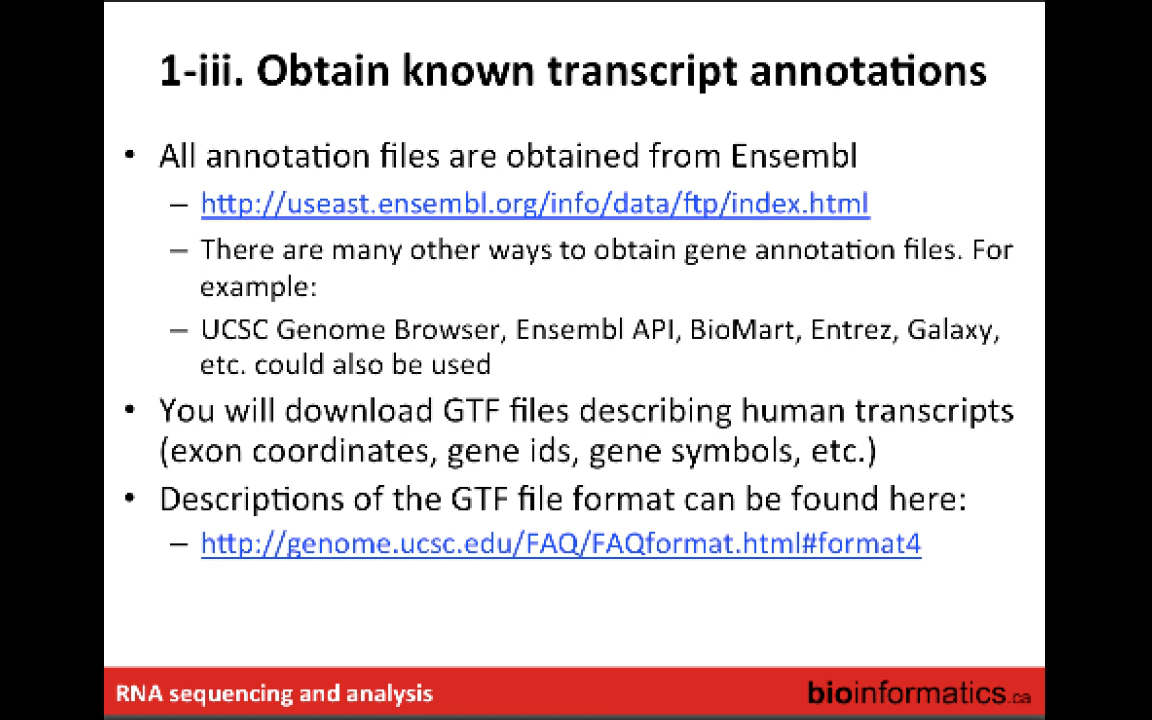 1-iii. Obtain known transcript annotations
• All annotation files are obtained from Ensembl
– http://useast.ensembl.org/info/data/ftp/index.html
– There are many other ways to obtain gene annotation files. For
example:
– UCSC Genome Browser, Ensembl API, BioMart, Entrez, Galaxy,
etc. could also be used
• You will download GTF files describing human transcripts
(exon coordinates, gene ids, gene symbols, etc.)
• Descriptions of the GTF file format can be found here:
– http://genome.ucsc.edu/FAQ/FAQformat.html#format4
RNA sequencing and analysis
bioinformatics.ca